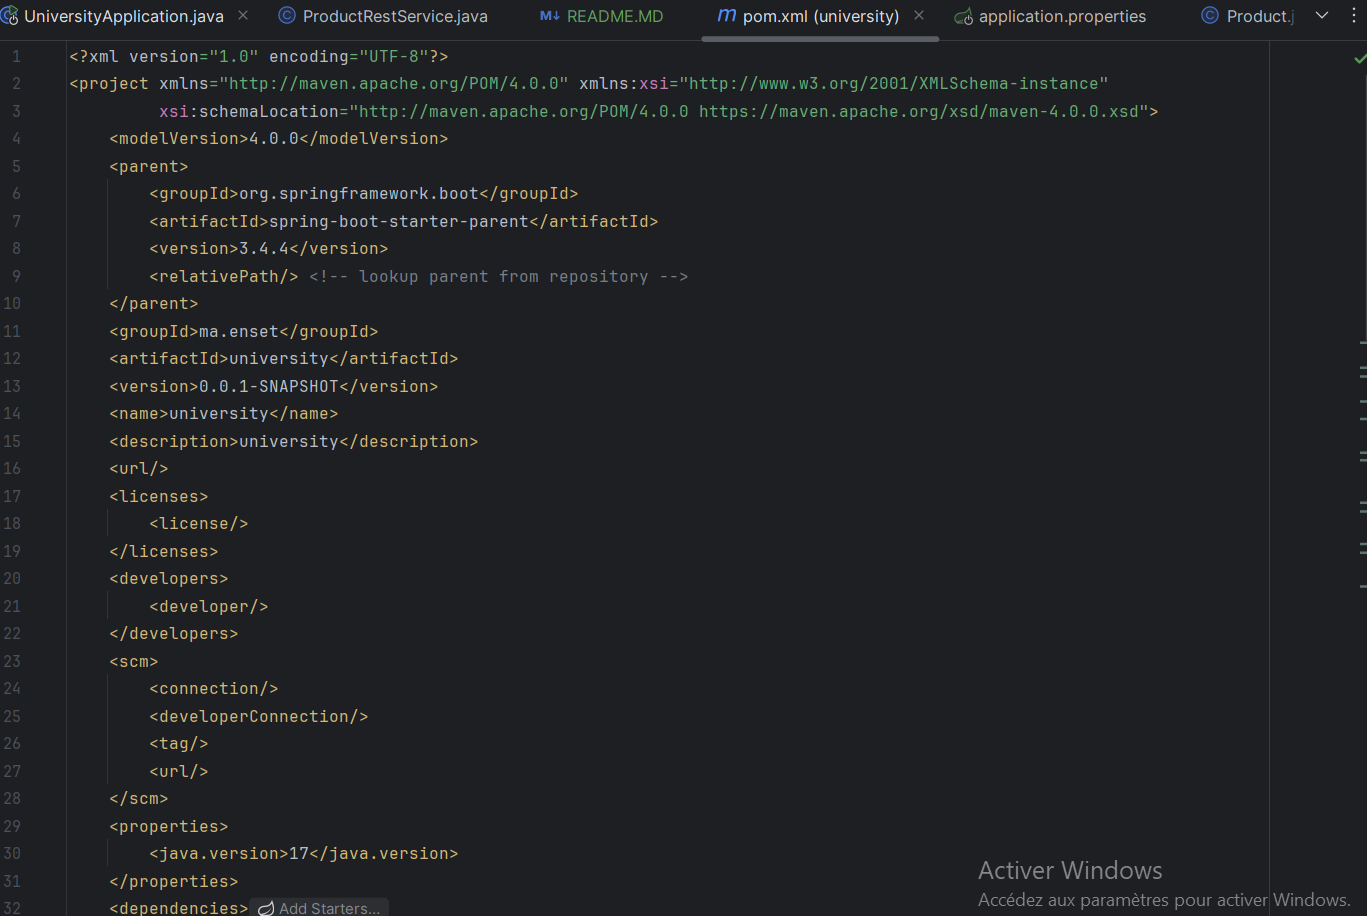 UniversityApplication.java ProductRestService.java README.MD pom.xml (university) application.properties Product.j
1 <?xml version="1.0" encoding="UTF-8"?>
2 <project xmlns="http://maven.apache.org/POM/4.0.0" xmlns:xsi="http://www.w3.org/2001/XMLSchema-instance"
3 xsi:schemaLocation="http://maven.apache.org/POM/4.0.0 https://maven.apache.org/xsd/maven-4.0.0.xsd">
4 <modelVersion>4.0.0</modelVersion>
5 <parent>
6 <groupId>org.springframework.boot</groupId>
7 <artifactId>spring-boot-starter-parent</artifactId>
8 <version>3.4.4</version>
9 <relativePath/> <!-- lookup parent from repository -->
10 </parent>
11 <groupId>ma.enset</groupId>
12 <artifactId>university</artifactId>
13 <version>0.0.1-SNAPSHOT</version>
14 <name>university</name>
15 <description>university</description>
16 <url/>
17 <licenses>
18 <license/>
19 </licenses>
20 <developers>
21 <developer/>
22 </developers>
23 <scm>
24 <connection/>
25 <developerConnection/>
26 <tag/>
27 <url/>
28 </scm>
29 <properties>
30 <java.version>17</java.version>
31 </properties>
32 <dependencies> Add Starters...
Activer Windows
Accédez aux paramètres pour activer Windows.